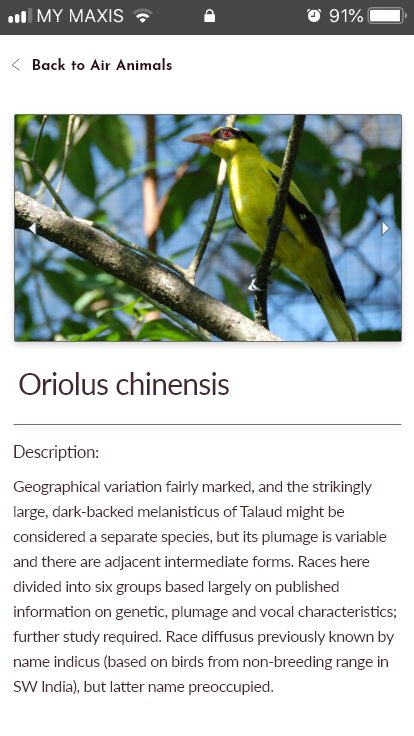 MY MAXIS 91%
Back to Air Animals
Oriolus chinensis
Description:
Geographical variation fairly marked, and the strikingly
large, dark-backed melanisticus of Talaud might be
considered a separate species, but its plumage is variable
and there are adjacent intermediate forms. Races here
divided into six groups based largely on published
information on genetic, plumage and vocal characteristics;
further study required. Race diffusus previously known by
name indicus (based on birds from non-breeding range in
SW India), but latter name preoccupied.